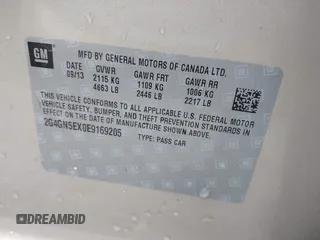 GM
MFD BY GENERAL MOTORS OF CANADA LTD.
DATE GVWR GAWR FRT GAWR RR
09/13 2115 KG 1109 KG 1006 KG
4663 LB 2446 LB 2217 LB
THIS VEHICLE CONFORMS TO ALL APPLICABLE U.S. FEDERAL MOTOR
VEHICLE SAFETY, BUMPER, AND THEFT PREVENTION STANDARDS IN EFFECT
ON THE DATE OF MANUFACTURE SHOWN ABOVE.
2G4GN5EX0E9169205 TYPE: PASS CAR
DREAMBID